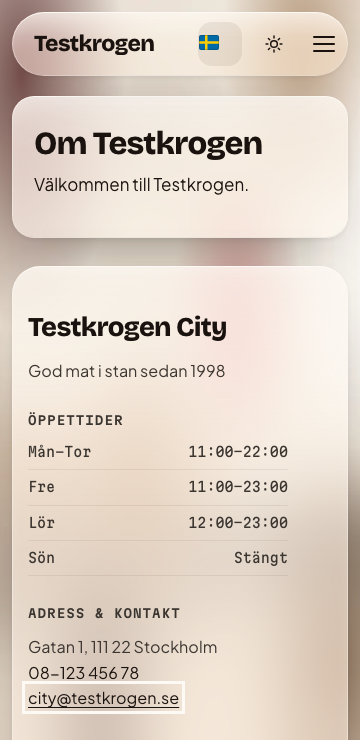 Testkrogen
Om Testkrogen
Välkommen till Testkrogen.
Testkrogen City
God mat i stan sedan 1998
ÖPPETTIDER
Mån–Tor 11:00–22:00
Fre 11:00–23:00
Lör 12:00–23:00
Sön Stängt
ADRESS & KONTAKT
Gatan 1, 111 22 Stockholm
08-123 456 78
city@testkrogen.se